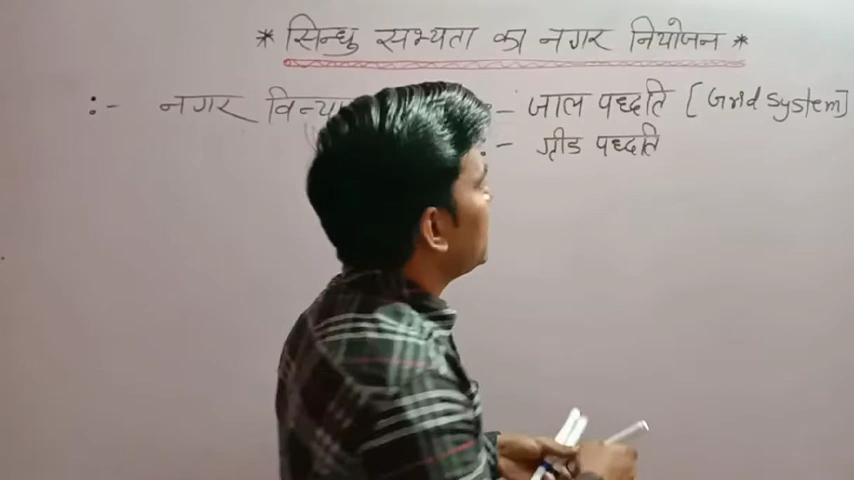 * सिन्धु सभ्यता का नगर नियोजन *
:- नगर :- जाल पद्धति [Grid System]
:- ग्रीड पद्धति